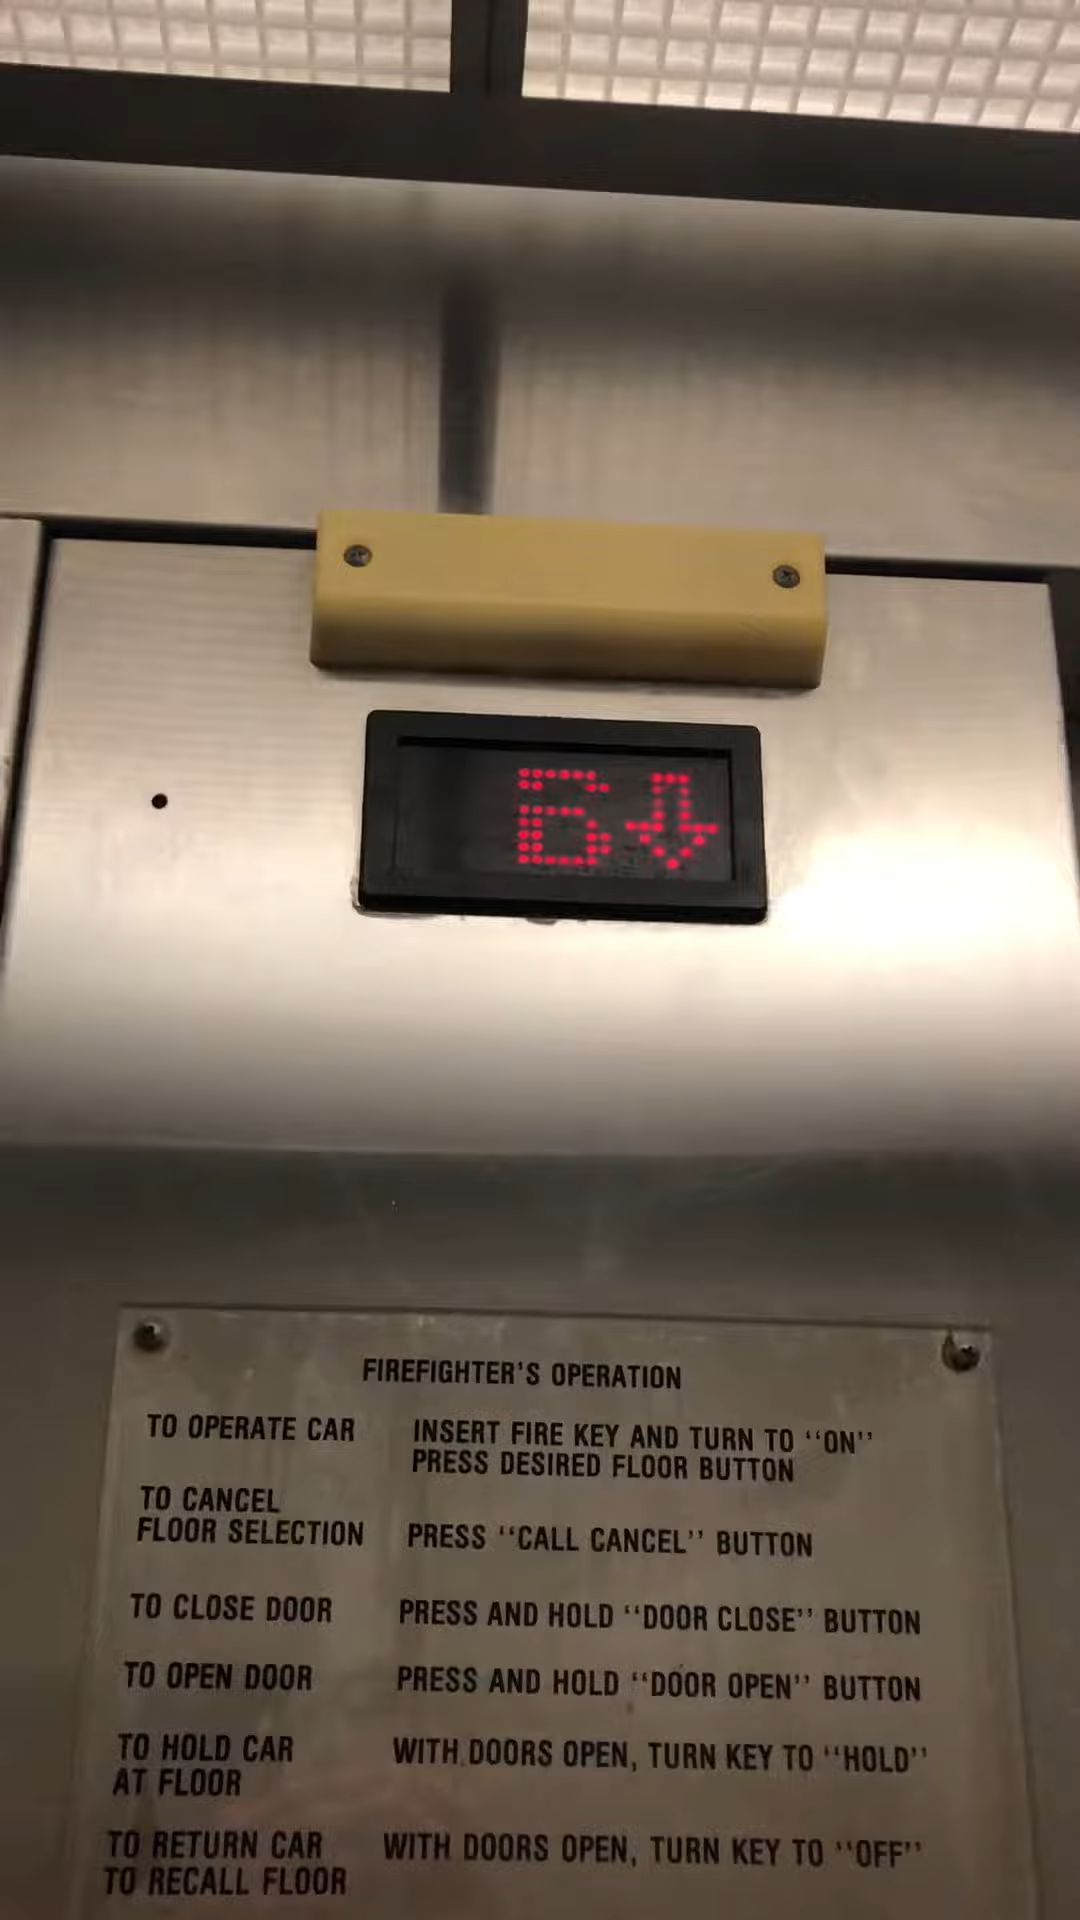 6⇩
FIREFIGHTER'S OPERATION
TO OPERATE CAR INSERT FIRE KEY AND TURN TO "ON"
PRESS DESIRED FLOOR BUTTON
TO CANCEL
FLOOR SELECTION PRESS "CALL CANCEL" BUTTON
TO CLOSE DOOR PRESS AND HOLD "DOOR CLOSE" BUTTON
TO OPEN DOOR PRESS AND HOLD "DOOR OPEN" BUTTON
TO HOLD CAR WITH DOORS OPEN, TURN KEY TO "HOLD"
AT FLOOR
TO RETURN CAR WITH DOORS OPEN, TURN KEY TO "OFF"
TO RECALL FLOOR